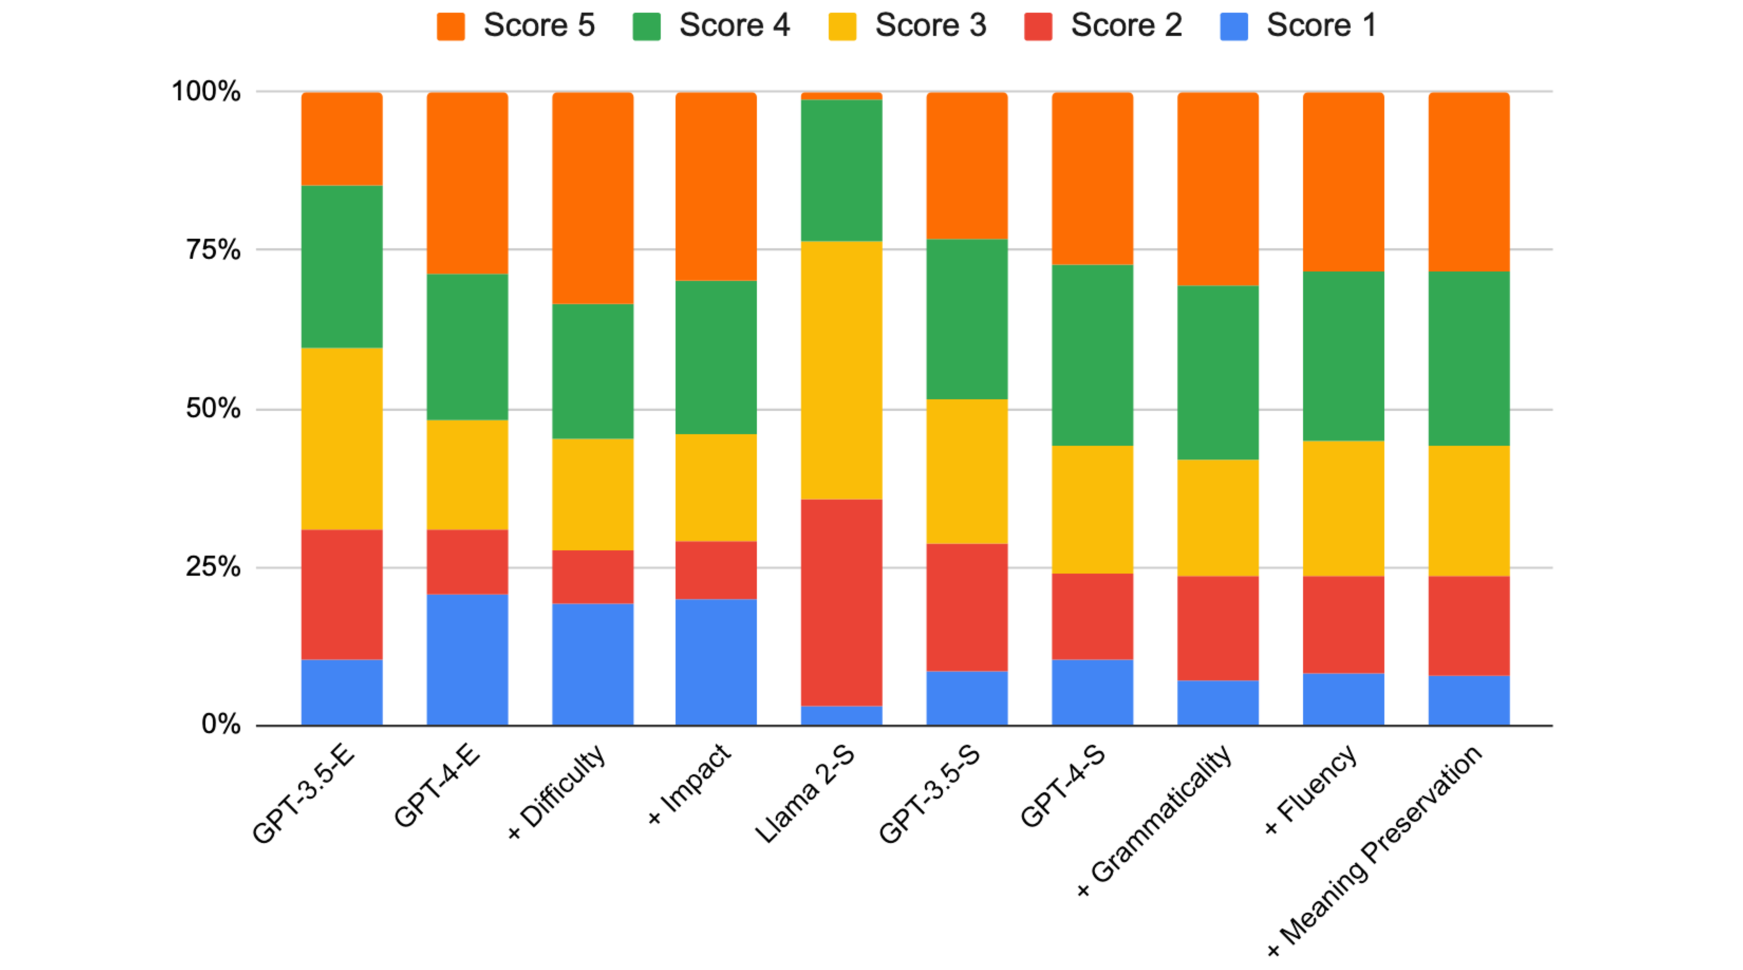 Score 5 Score 4 Score 3 Score 2 Score 1
100%
75%
50%
25%
0%
GPT-3.5-E
GPT-4-E
+ Difficulty
+ Impact
Llama 2-S
GPT-3.5-S
GPT-4-S
+ Grammaticality
+ Fluency
+ Meaning Preservation